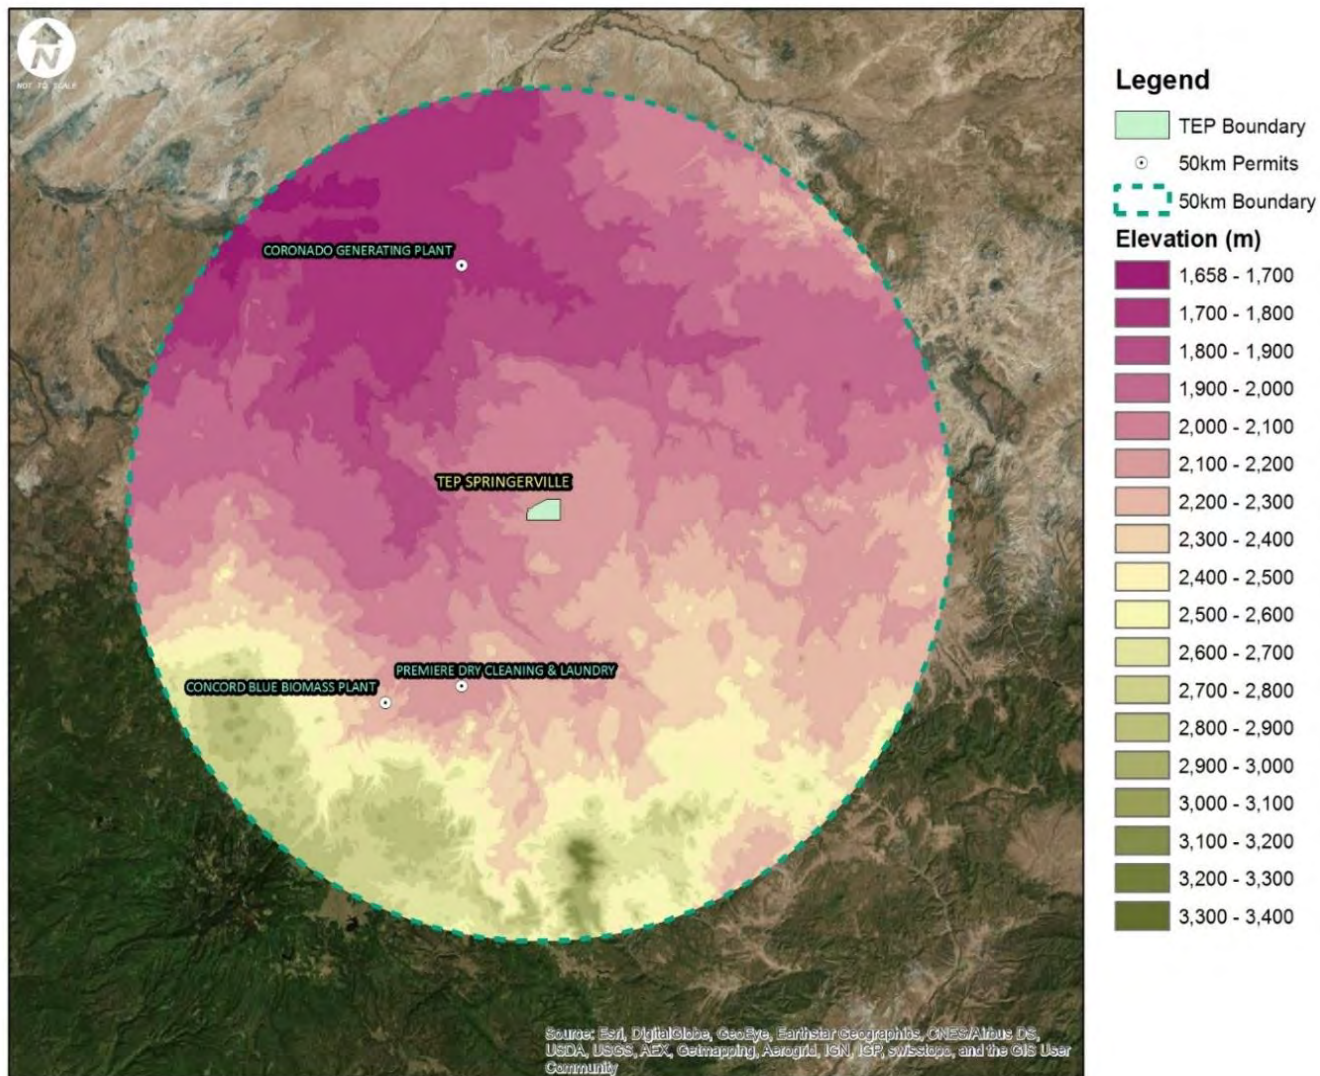 N
NOT TO SCALE
CORONADO GENERATING PLANT
TEP SPRINGERVILLE
PREMIERE DRY CLEANING & LAUNDRY
CONCORD BLUE BIOMASS PLANT
Source: Esri, DigitalGlobe, GeoEye, Earthstar Geographics, CNES/Airbus DS,
USDA, USGS, AEX, Getmapping, Aerogrid, IGN, IGP, swisstopo, and the GIS User
Community
Legend
TEP Boundary
50km Permits
50km Boundary
Elevation (m)
1,658 - 1,700
1,700 - 1,800
1,800 - 1,900
1,900 - 2,000
2,000 - 2,100
2,100 - 2,200
2,200 - 2,300
2,300 - 2,400
2,400 - 2,500
2,500 - 2,600
2,600 - 2,700
2,700 - 2,800
2,800 - 2,900
2,900 - 3,000
3,000 - 3,100
3,100 - 3,200
3,200 - 3,300
3,300 - 3,400